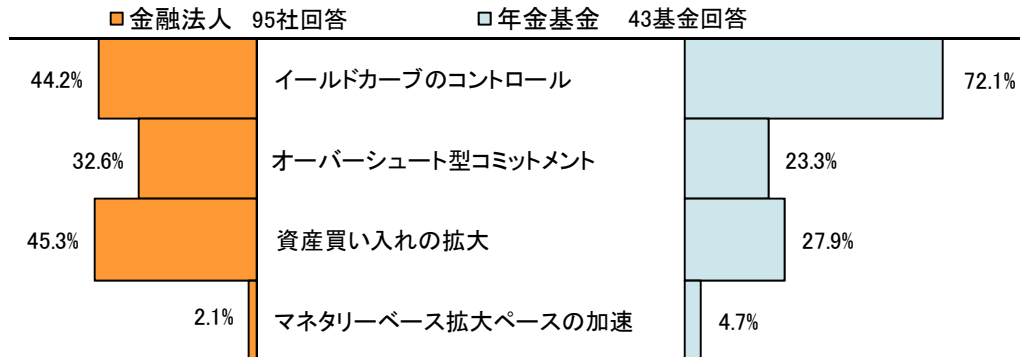 金融法人 95社回答 年金基金 43基金回答
44.2% イールドカーブのコントロール 72.1%
32.6% オーバーシュート型コミットメント 23.3%
45.3% 資産買い入れの拡大 27.9%
2.1% マネタリーベース拡大ペースの加速 4.7%